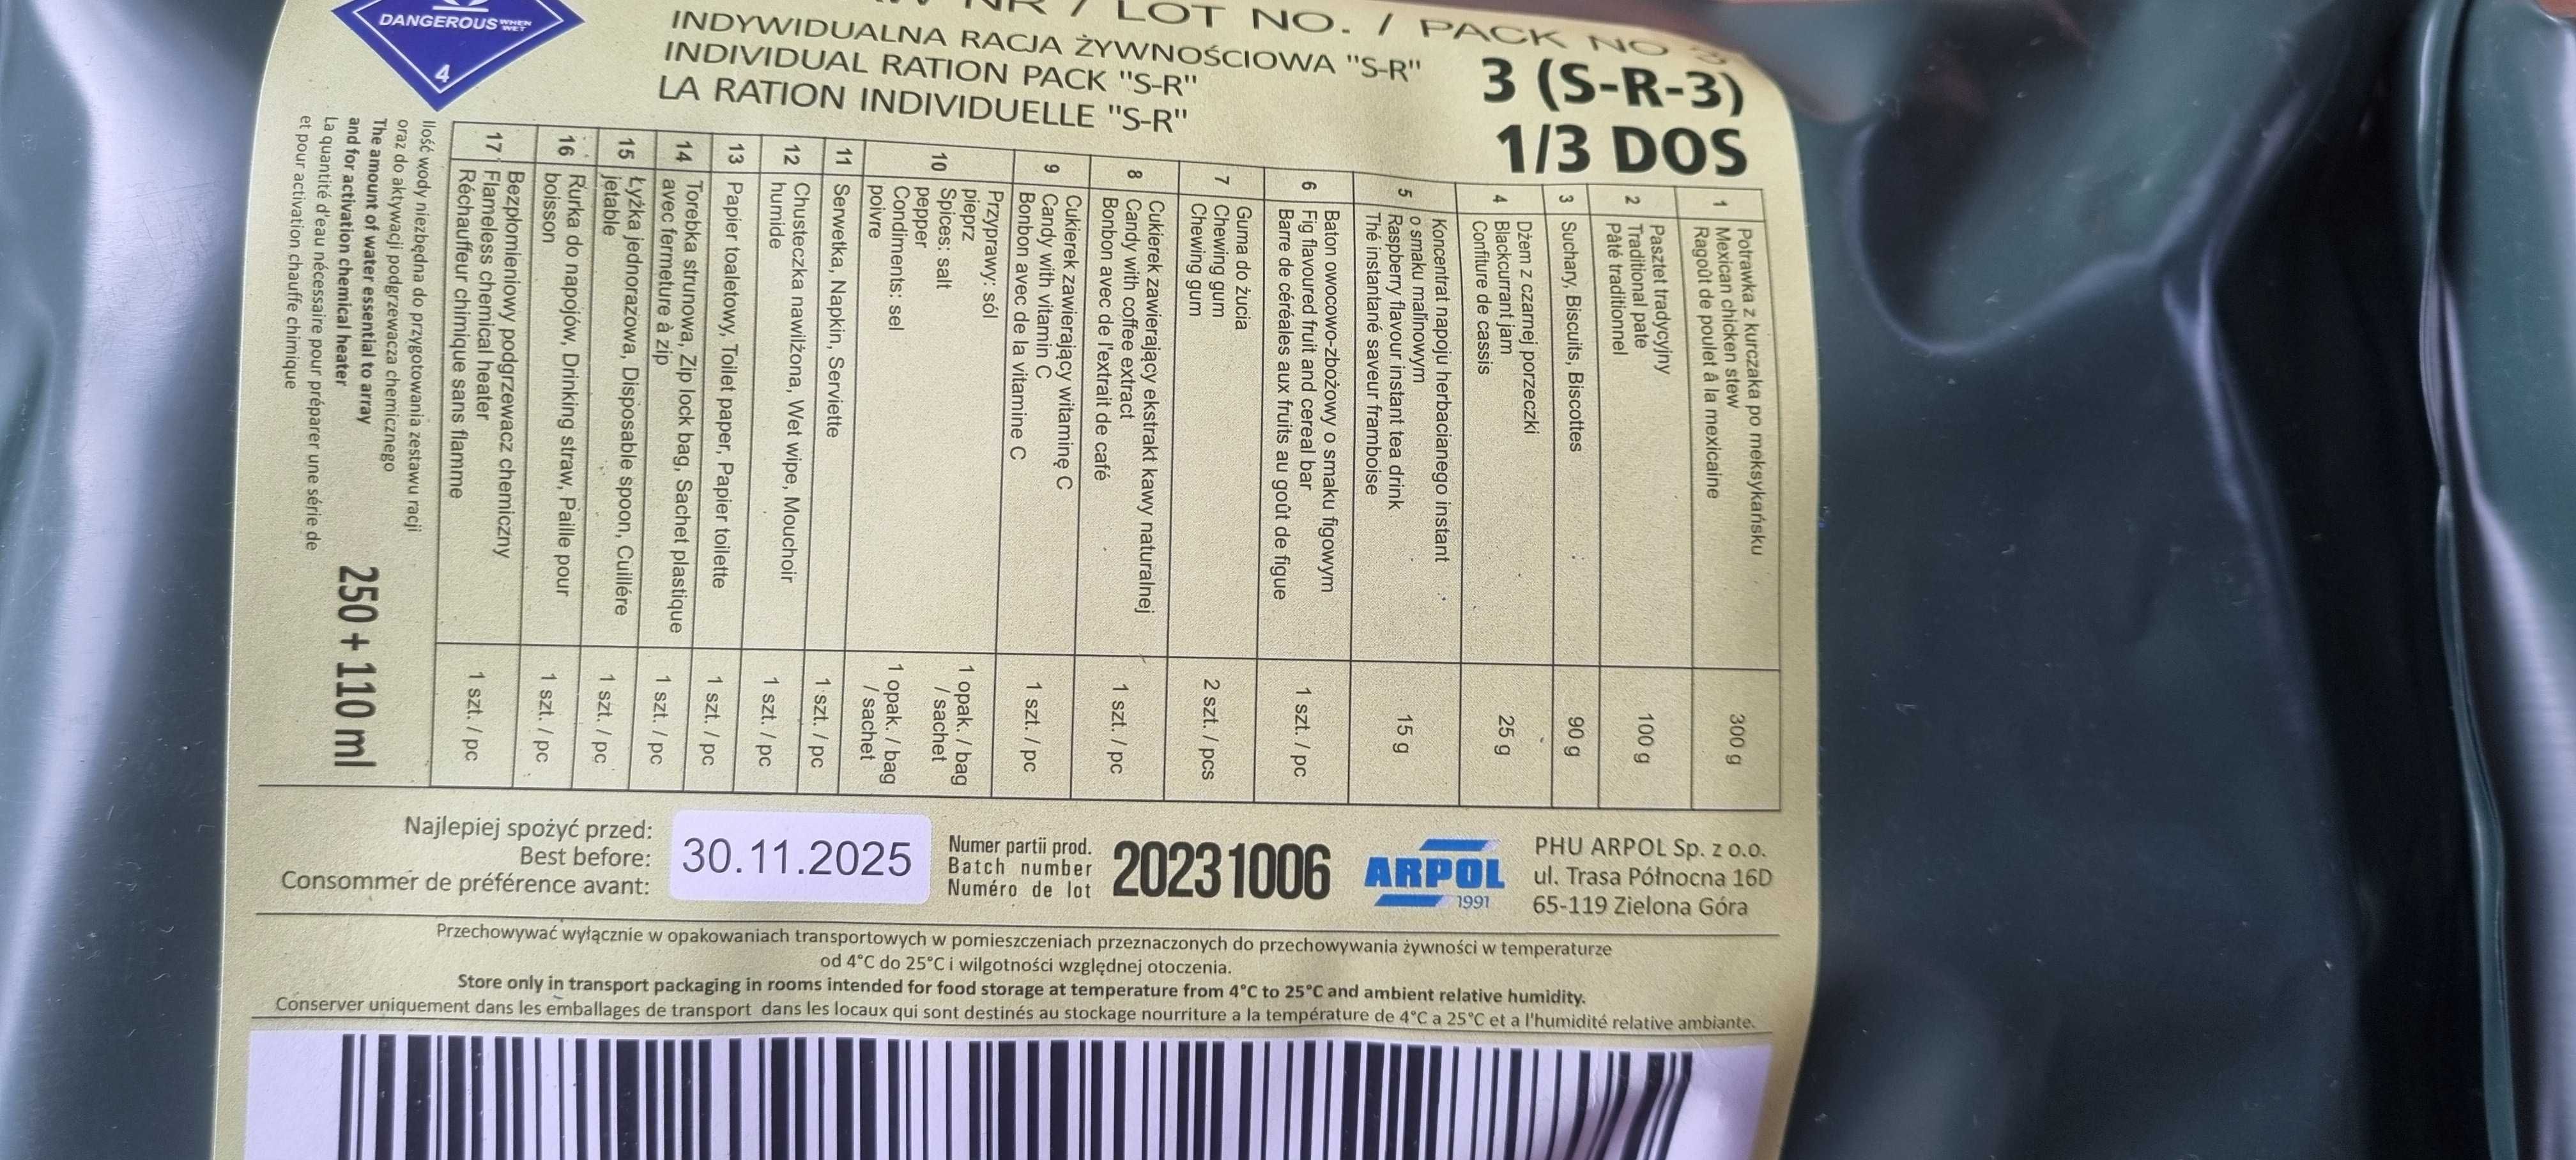 DANGEROUS WHEN WET
4
NR / LOT NO. / PACK NO 3
INDYWIDUALNA RACJA ŻYWNOŚCIOWA "S-R"
INDIVIDUAL RATION PACK "S-R"
LA RATION INDIVIDUELLE "S-R"
3 (S-R-3)
1/3 DOS
1 Potrawka z kurczaka po meksykańsku
Mexican chicken stew
Ragoût de poulet â la mexicaine
300 g
2 Pasztet tradycyjny
Traditional pate
Pâté traditionnel
100 g
3 Suchary, Biscuits, Biscottes 90 g
4 Dżem z czarnej porzeczki
Blackcurrant jam
Confiture de cassis
25 g
5 Koncentrat napoju herbacianego instant
o smaku malinowym
Raspberry flavour instant tea drink
Thé instantané saveur framboise
15 g
6 Baton owocowo-zbożowy o smaku figowym
Fig flavoured fruit and cereal bar
Barre de céréales aux fruits au goût de figue
1 szt. / pc
7 Guma do żucia
Chewing gum
Chewing gum
2 szt. / pcs
8 Cukierek zawierający ekstrakt kawy naturalnej
Candy with coffee extract
Bonbon avec de l'extrait de café
1 szt. / pc
9 Cukierek zawierający witaminę C
Candy with vitamin C
Bonbon avec de la vitamine C
1 szt. / pc
10 Przyprawy: sól
pieprz
Spices: salt
pepper
Condiments: sel
poivre
1 opak. / bag
/ sachet
1 opak. / bag
/ sachet
11 Serwetka, Napkin, Serviette 1 szt. / pc
12 Chusteczka nawilżona, Wet wipe, Mouchoir
humide
1 szt. / pc
13 Papier toaletowy, Toilet paper, Papier toilette 1 szt. / pc
14 Torebka strunowa, Zip lock bag, Sachet plastique
avec fermeture à zip
1 szt. / pc
15 Łyżka jednorazowa, Disposable spoon, Cuillére
jetable
1 szt. / pc
16 Rurka do napojów, Drinking straw, Paille pour
boisson
1 szt. / pc
17 Bezpłomieniowy podgrzewacz chemiczny
Flameless chemical heater
Réchauffeur chimique sans flamme
1 szt. / pc
Ilość wody niezbędna do przygotowania zestawu racji
oraz do aktywacji podgrzewacza chemicznego
The amount of water essential to array
and for activation chemical heater
La quantité d'eau nécessaire pour préparer une série de
et pour activation chauffe chimique
250 + 110 ml
Najlepiej spożyć przed:
Best before:
Consommer de préférence avant:
30.11.2025
Numer partii prod.
Batch number
Numéro de lot
20231006
ARPOL
1991
PHU ARPOL Sp. z o.o.
ul. Trasa Północna 16D
65-119 Zielona Góra
Przechowywać wyłącznie w opakowaniach transportowych w pomieszczeniach przeznaczonych do przechowywania żywności w temperaturze
od 4°C do 25°C i wilgotności względnej otoczenia.
Store only in transport packaging in rooms intended for food storage at temperature from 4°C to 25°C and ambient relative humidity.
Conserver uniquement dans les emballages de transport dans les locaux qui sont destinés au stockage nourriture a la température de 4°C a 25°C et a l'humidité relative ambiante.